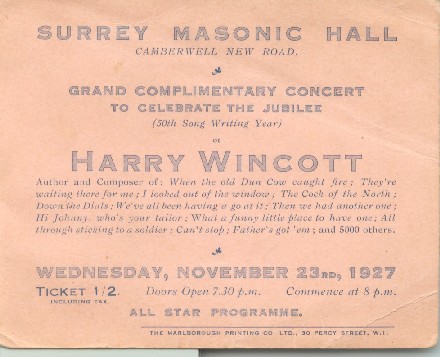 SURREY MASONIC HALL
CAMBERWELL NEW ROAD.
GRAND COMPLIMENTARY CONCERT
TO CELEBRATE THE JUBILEE
(50th Song Writing Year)
OF
HARRY WINCOTT
Author and Composer of: When the old Dun Cow caught fire; They're
waiting there for me; I looked out of the window; The Cock of the North;
Down the Dials; We've all been having a go at it; Then we had another one;
Hi Johnny. who's your tailor; What a funny little place to have one; All
through sticking to a soldier; Can't stop; Father's got 'em; and 5000 others.
WEDNESDAY, NOVEMBER 23RD, 1927
TICKET 1/2. Doors Open 7.30 p.m. Commence at 8 p.m.
INCLUDING TAX.
ALL STAR PROGRAMME.
THE MARLBOROUGH PRINTING CO. LTD., 30 PERCY STREET, W.1.